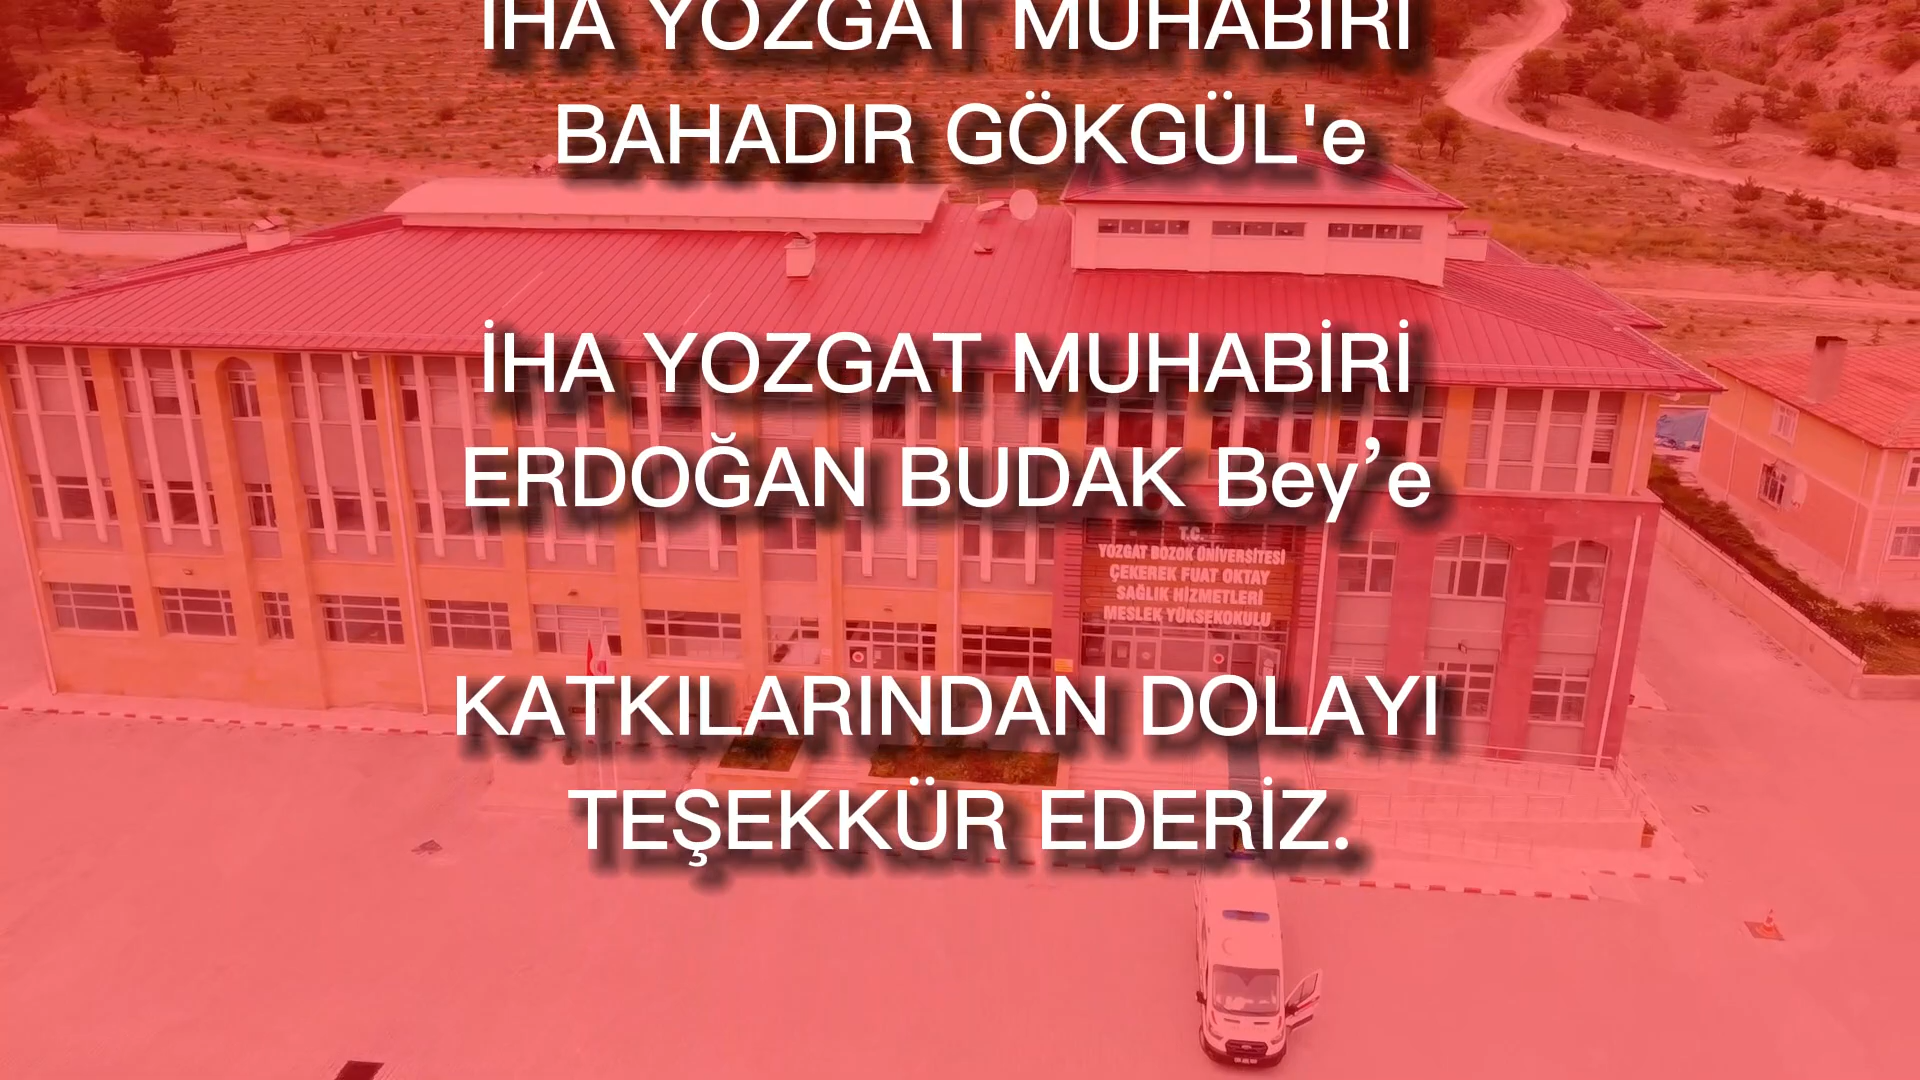 İHA YOZGAT MUHABİRİ
BAHADIR GÖKGÜL'e
İHA YOZGAT MUHABİRİ
ERDOĞAN BUDAK Bey’e
T.C.
YOZGAT BOZOK ÜNİVERSİTESİ
ÇEKEREK FUAT OKTAY
SAĞLIK HİZMETLERİ
MESLEK YÜKSEKOKULU
KATKILARINDAN DOLAYI
TEŞEKKÜR EDERİZ.